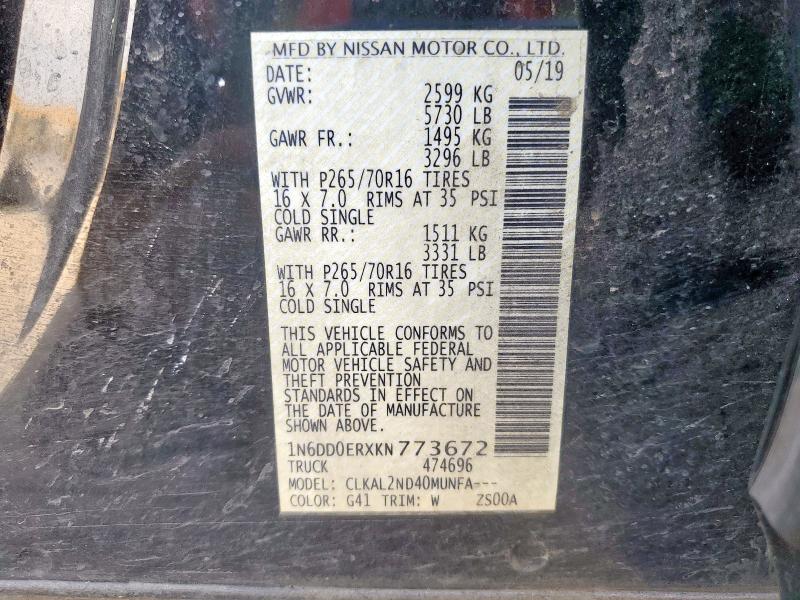 MFD BY NISSAN MOTOR CO., LTD.
DATE: 05/19
GVWR: 2599 KG
5730 LB
GAWR FR.: 1495 KG
3296 LB
WITH P265/70R16 TIRES
16 X 7.0 RIMS AT 35 PSI
COLD SINGLE
GAWR RR.: 1511 KG
3331 LB
WITH P265/70R16 TIRES
16 X 7.0 RIMS AT 35 PSI
COLD SINGLE
THIS VEHICLE CONFORMS TO
ALL APPLICABLE FEDERAL
MOTOR VEHICLE SAFETY AND
THEFT PREVENTION
STANDARDS IN EFFECT ON
THE DATE OF MANUFACTURE
SHOWN ABOVE.
1N6DD0ERXKN773672
TRUCK 474696
MODEL: CLKAL2ND40MUNFA---
COLOR: G41 TRIM: W ZS00A